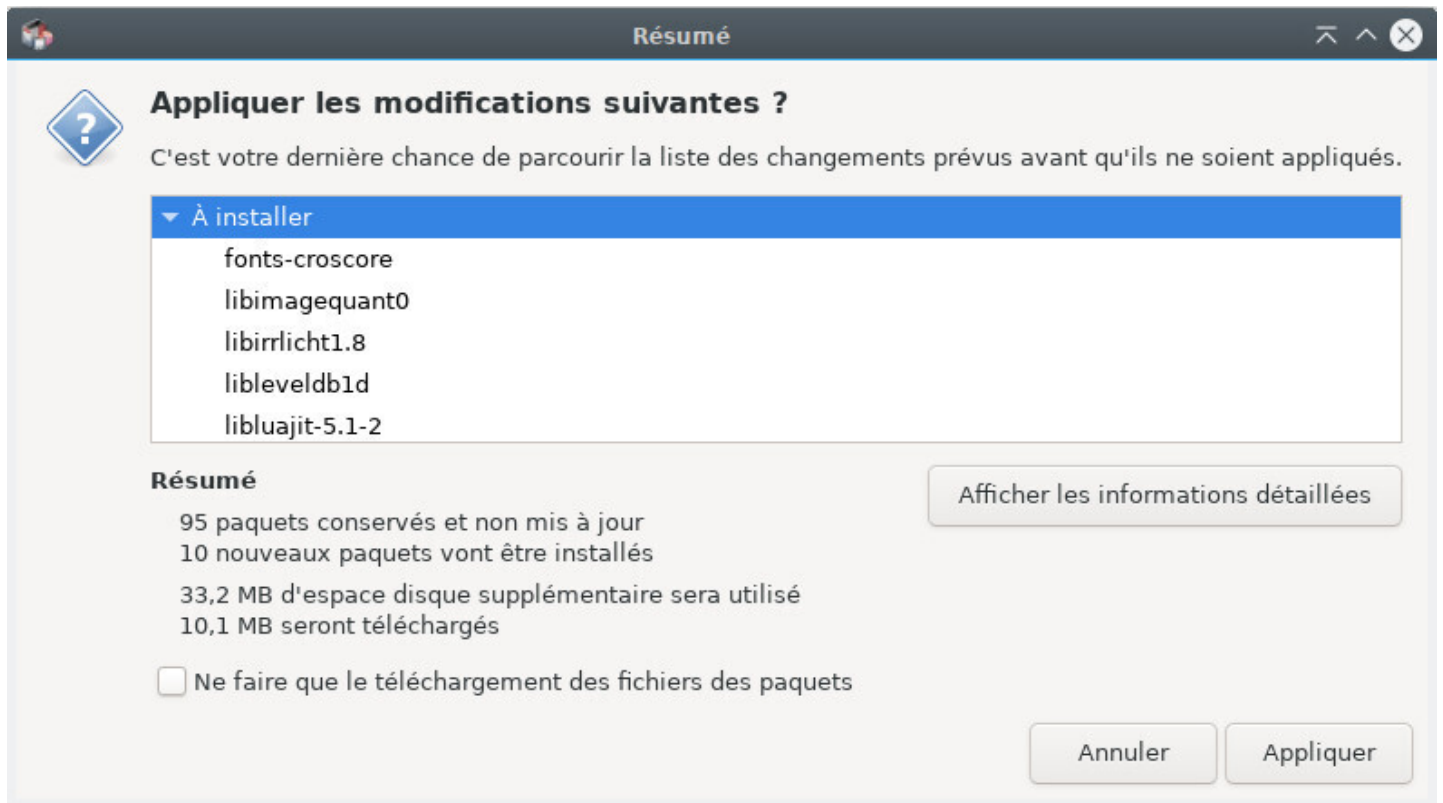 Résumé
Appliquer les modifications suivantes ?
C'est votre dernière chance de parcourir la liste des changements prévus avant qu'ils ne soient appliqués.
À installer
fonts-croscore
libimagequant0
libirrlicht1.8
libleveldb1d
libluajit-5.1-2
Résumé
Afficher les informations détaillées
95 paquets conservés et non mis à jour
10 nouveaux paquets vont être installés
33,2 MB d'espace disque supplémentaire sera utilisé
10,1 MB seront téléchargés
Ne faire que le téléchargement des fichiers des paquets
Annuler
Appliquer